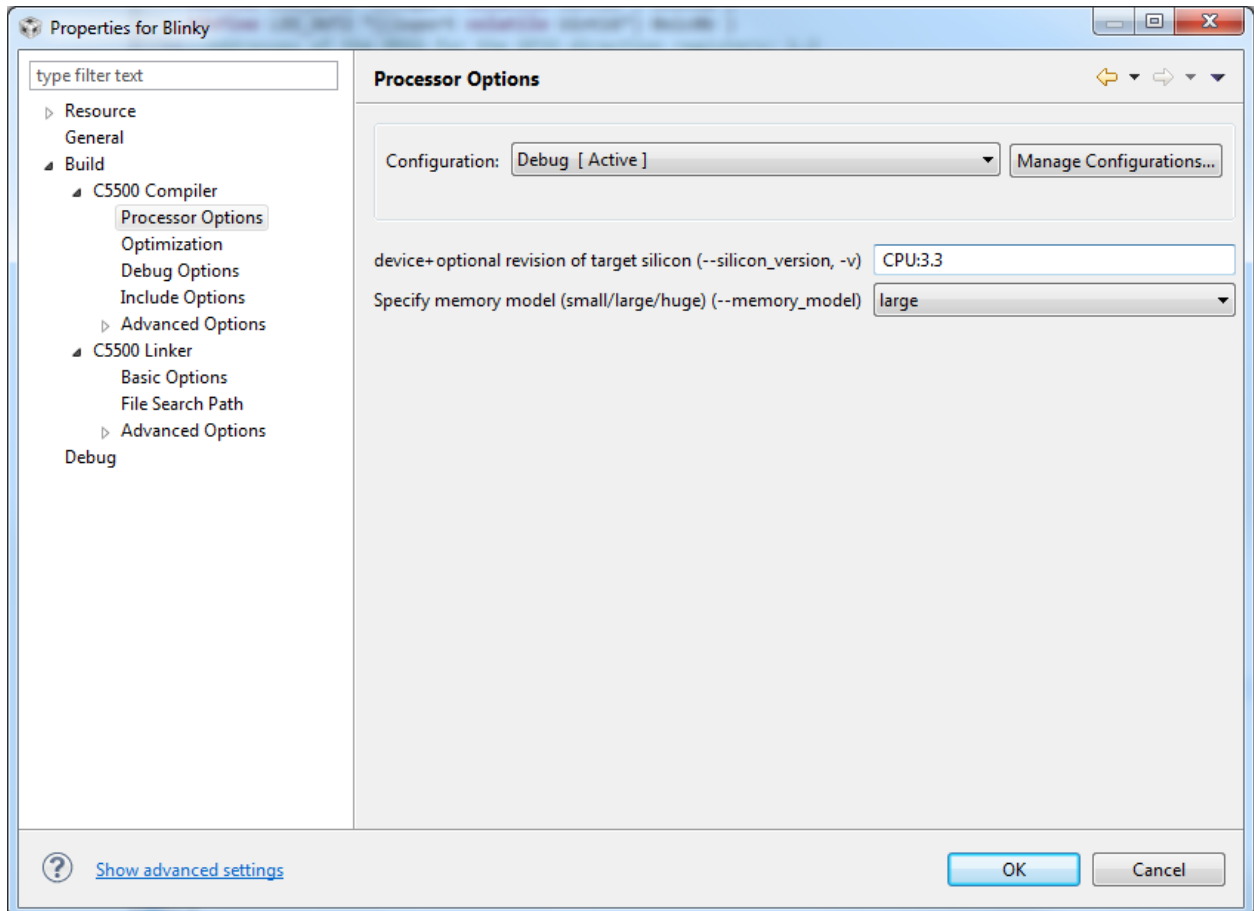 Properties for Blinky
type filter text
Resource
General
Build
C5500 Compiler
Processor Options
Optimization
Debug Options
Include Options
Advanced Options
C5500 Linker
Basic Options
File Search Path
Advanced Options
Debug
Processor Options
Configuration: Debug [ Active ] Manage Configurations...
device+optional revision of target silicon (--silicon_version, -v) CPU:3.3
Specify memory model (small/large/huge) (--memory_model) large
Show advanced settings OK Cancel